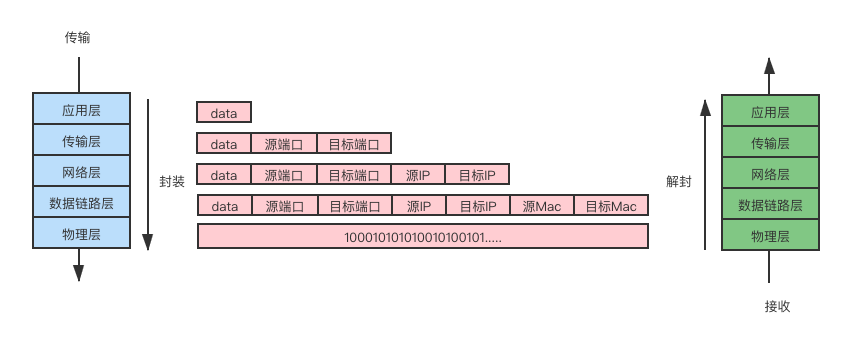 传输
应用层
传输层
网络层
数据链路层
物理层
封装
data
data 源端口 目标端口
data 源端口 目标端口 源IP 目标IP
data 源端口 目标端口 源IP 目标IP 源Mac 目标Mac
100010101010010100101.....
解封
应用层
传输层
网络层
数据链路层
物理层
接收